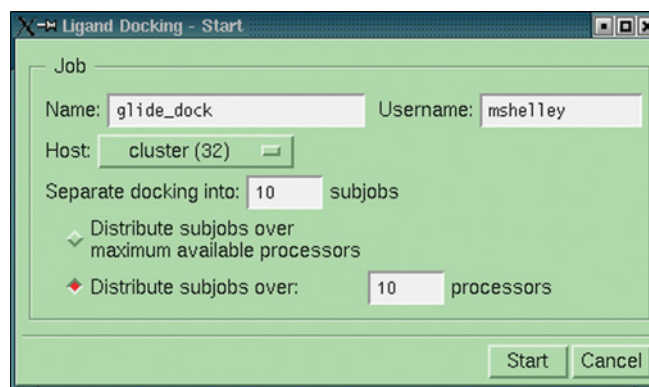 Ligand Docking - Start
Job
Name: glide_dock Username: mshelley
Host: cluster (32)
Separate docking into: 10 subjobs
Distribute subjobs over
maximum available processors
Distribute subjobs over: 10 processors
Start Cancel